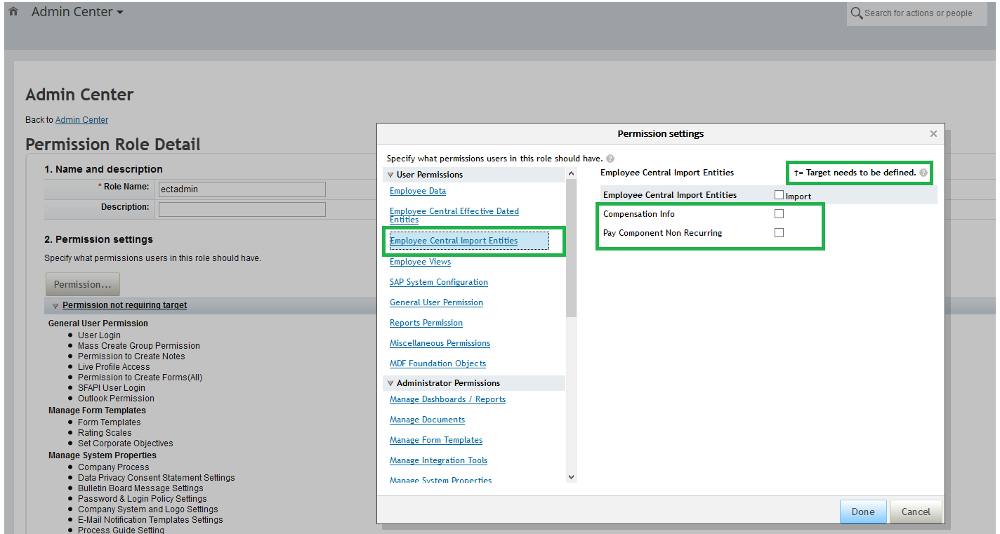 Admin Center
Search for actions or people
Admin Center
Back to Admin Center
Permission Role Detail
1. Name and description
* Role Name: ectadmin
Description:
2. Permission settings
Specify what permissions users in this role should have.
Permission...
Permission not requiring target
General User Permission
User Login
Mass Create Group Permission
Permission to Create Notes
Live Profile Access
Permission to Create Forms(All)
SFAPI User Login
Outlook Permission
Manage Form Templates
Form Templates
Rating Scales
Set Corporate Objectives
Manage System Properties
Company Process
Data Privacy Consent Statement Settings
Bulletin Board Message Settings
Password & Login Policy Settings
Company System and Logo Settings
E-Mail Notification Templates Settings
Process Guide Setting
Permission settings
Specify what permissions users in this role should have.
User Permissions
Employee Data
Employee Central Effective Dated
Entities
Employee Central Import Entities
Employee Views
SAP System Configuration
General User Permission
Reports Permission
Miscellaneous Permissions
MDF Foundation Objects
Administrator Permissions
Manage Dashboards / Reports
Manage Documents
Manage Form Templates
Manage Integration Tools
Manage System Properties
Employee Central Import Entities
†= Target needs to be defined.
Employee Central Import Entities Import
Compensation Info
Pay Component Non Recurring
Done
Cancel